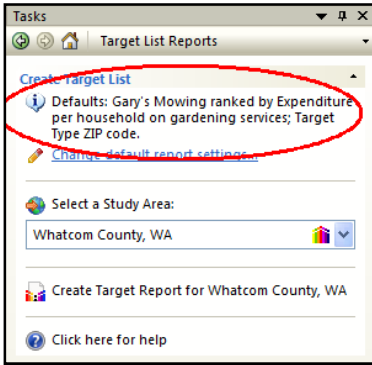 Tasks
Target List Reports
Create Target List
Defaults: Gary's Mowing ranked by Expenditure
per household on gardening services; Target
Type ZIP code.
Change default report settings...
Select a Study Area:
Whatcom County, WA
Create Target Report for Whatcom County, WA
Click here for help